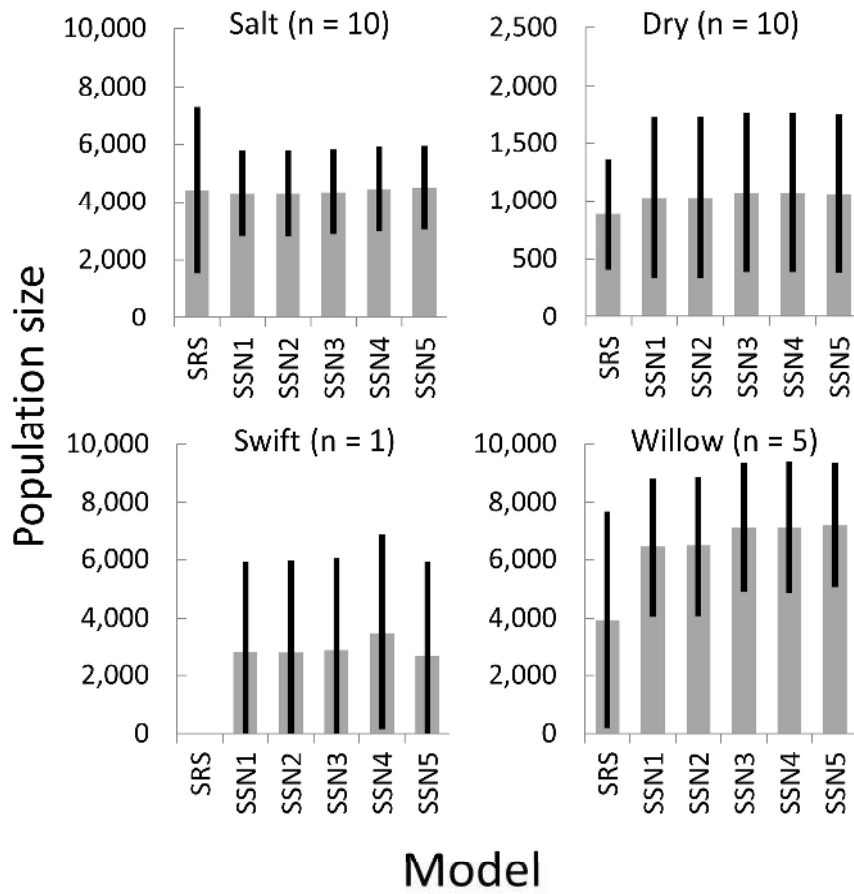 Population size
Salt (n = 10)
10,000
8,000
6,000
4,000
2,000
0
SRS
SSN1
SSN2
SSN3
SSN4
SSN5
Dry (n = 10)
2,500
2,000
1,500
1,000
500
0
SRS
SSN1
SSN2
SSN3
SSN4
SSN5
Swift (n = 1)
10,000
8,000
6,000
4,000
2,000
0
SRS
SSN1
SSN2
SSN3
SSN4
SSN5
Willow (n = 5)
10,000
8,000
6,000
4,000
2,000
0
SRS
SSN1
SSN2
SSN3
SSN4
SSN5
Model